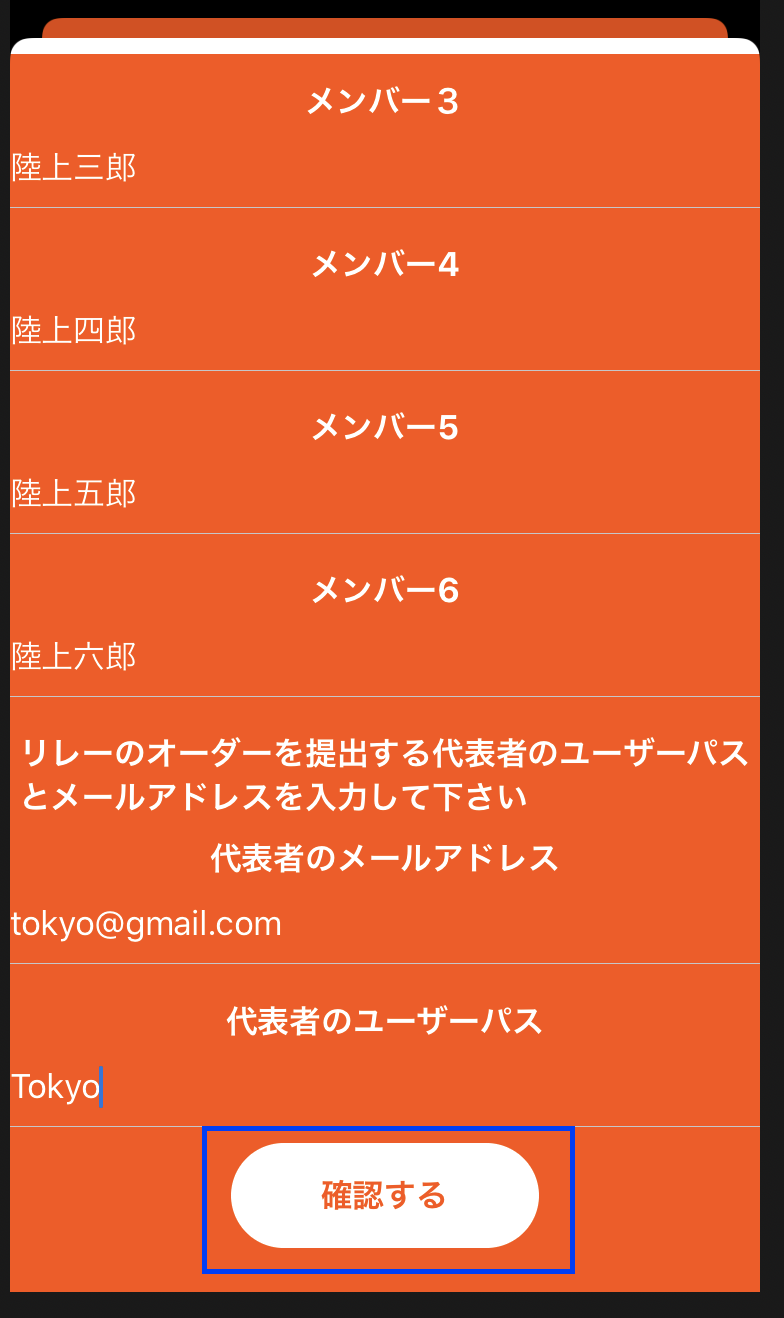 メンバー３
陸上三郎
メンバー4
陸上四郎
メンバー5
陸上五郎
メンバー6
陸上六郎
リレーのオーダーを提出する代表者のユーザーパス
とメールアドレスを入力して下さい
代表者のメールアドレス
tokyo@gmail.com
代表者のユーザーパス
Tokyo
確認する